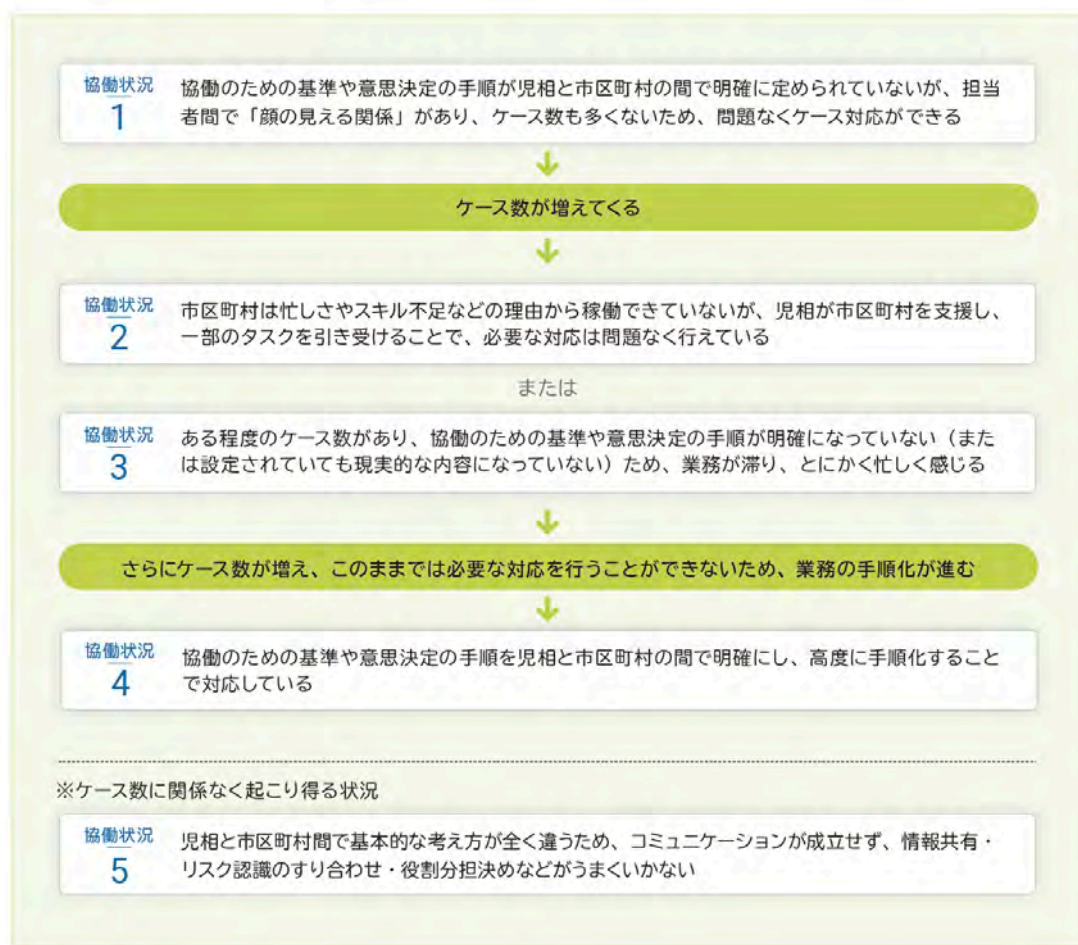 協働状況
1
協働のための基準や意思決定の手順が児相と市区町村の間で明確に定められていないが、担当
者間で「顔の見える関係」があり、ケース数も多くないため、問題なくケース対応ができる
ケース数が増えてくる
協働状況
2
市区町村は忙しさやスキル不足などの理由から稼働できていないが、児相が市区町村を支援し、
一部のタスクを引き受けることで、必要な対応は問題なく行えている
または
協働状況
3
ある程度のケース数があり、協働のための基準や意思決定の手順が明確になっていない（また
は設定されていても現実的な内容になっていない）ため、業務が滞り、とにかく忙しく感じる
さらにケース数が増え、このままでは必要な対応を行うことができないため、業務の手順化が進む
協働状況
4
協働のための基準や意思決定の手順を児相と市区町村の間で明確にし、高度に手順化すること
で対応している
※ケース数に関係なく起こり得る状況
協働状況
5
児相と市区町村間で基本的な考え方が全く違うため、コミュニケーションが成立せず、情報共有・
リスク認識のすり合わせ・役割分担決めなどがうまくいかない